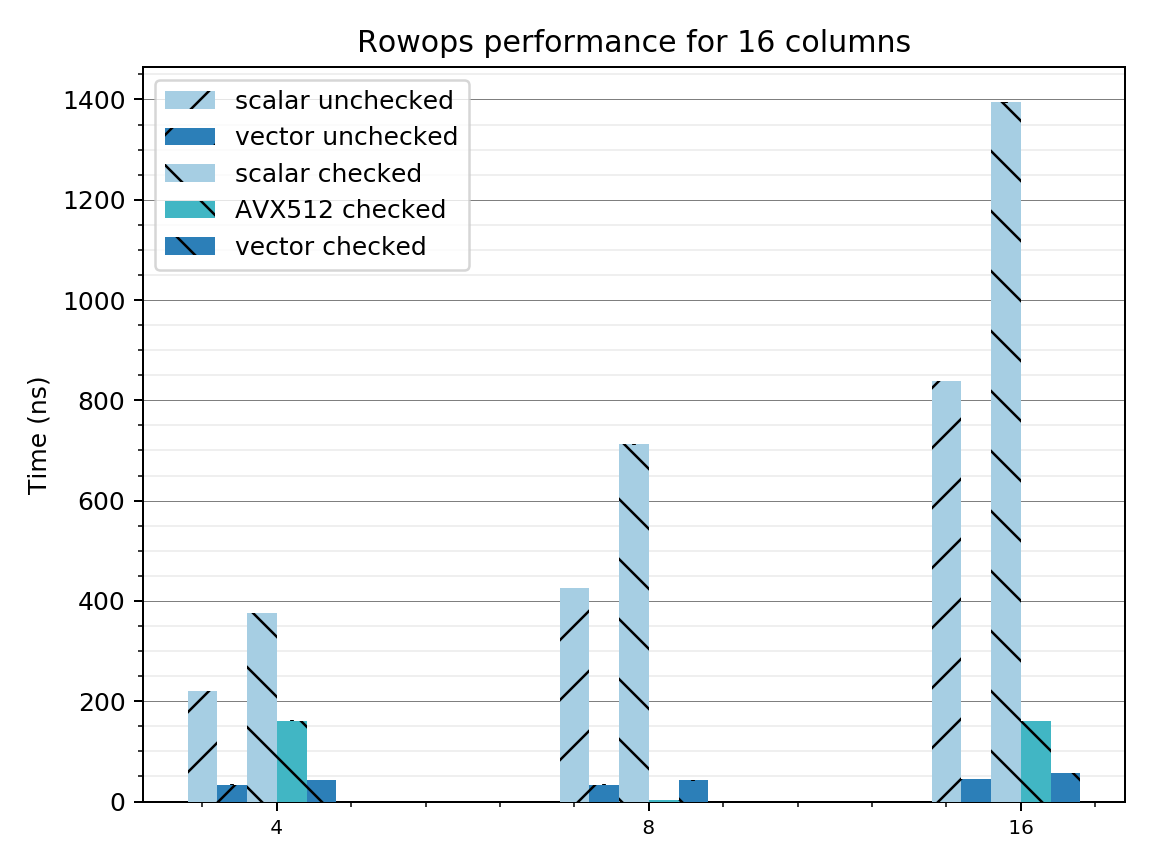 Rowops performance for 16 columns
scalar unchecked
vector unchecked
scalar checked
AVX512 checked
vector checked
Time (ns)
1400
1200
1000
800
600
400
200
0
4 8 16